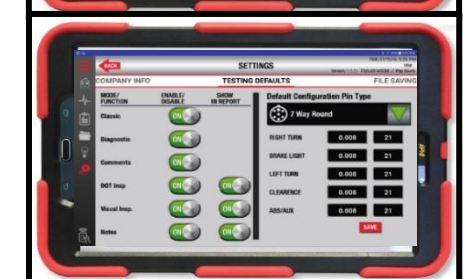 BACK
SETTINGS
COMPANY INFO
TESTING DEFAULTS
FILE SAVING
MODE/ FUNCTION
ENABLE/ DISABLE
SHOW IN REPORT
Default Configuration Pin Type
7 Way Round
Classic ON
Diagnostic ON
Comments ON
DOT Insp ON ON
Visual Insp. ON ON
Notes ON ON
RIGHT TURN 0.008 21
BRAKE LIGHT 0.008 21
LEFT TURN 0.008 21
CLEARENCE 0.008 21
ABS/AUX 0.008 21
SAVE